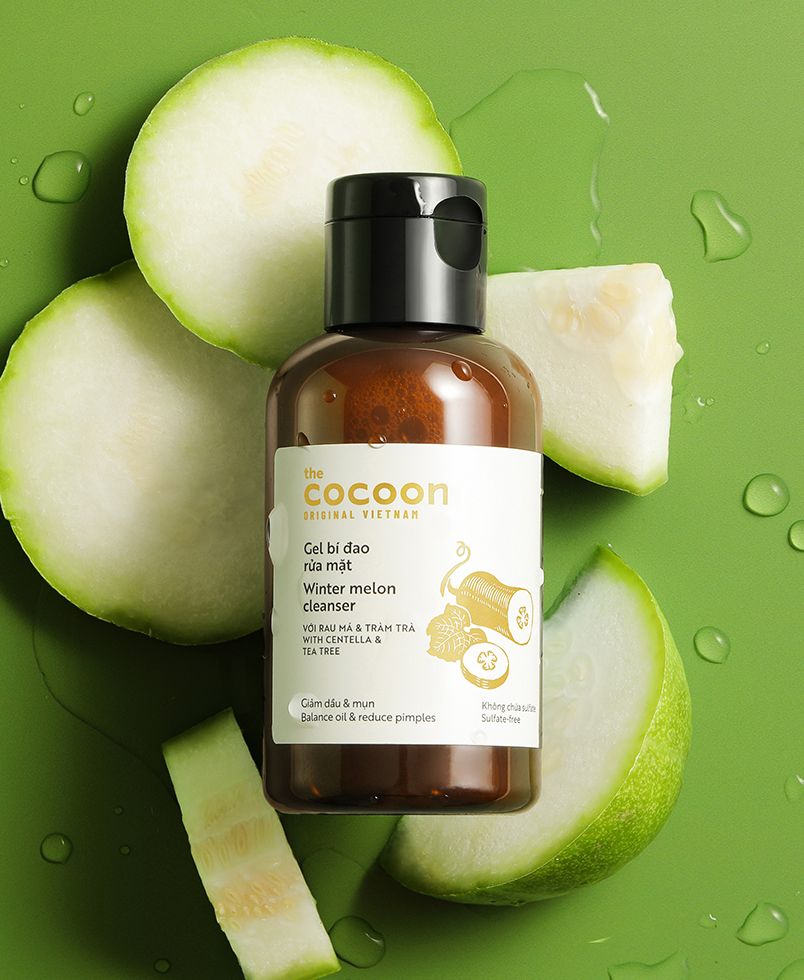 the
cocoon
ORIGINAL VIETNAM
Gel bí đao
rửa mặt
Winter melon
cleanser
VỚI RAU MÁ & TRÀM TRÀ
WITH CENTELLA &
TEA TREE
Giảm dầu & mụn
Balance oil & reduce pimples
Không chứa sulfate
Sulfate-free